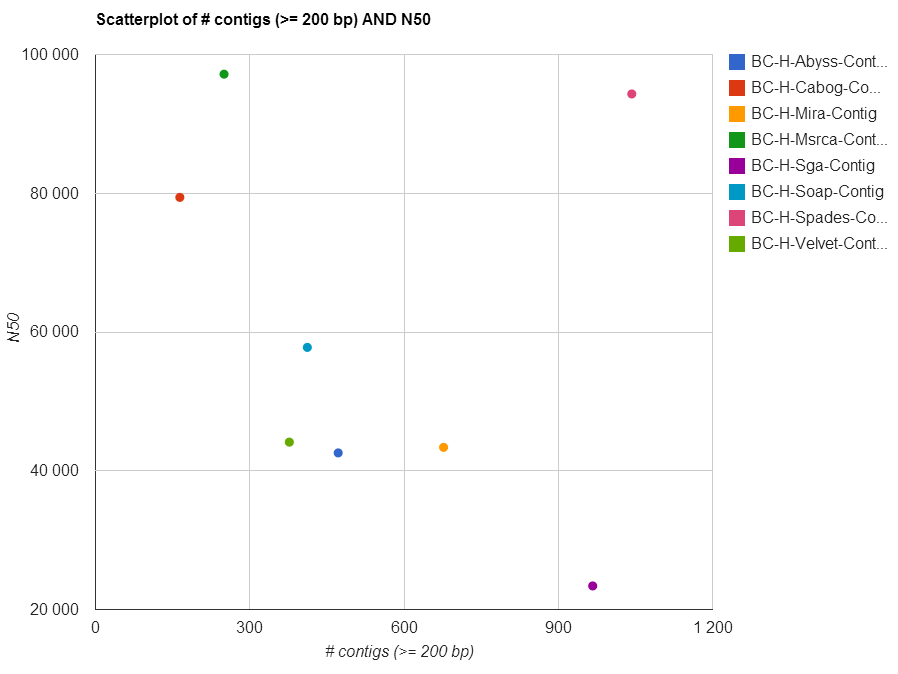 Scatterplot of # contigs (>= 200 bp) AND N50
100 000
80 000
60 000
40 000
20 000
N50
0
300
600
900
1 200
# contigs (>= 200 bp)
BC-H-Abyss-Cont...
BC-H-Cabog-Co...
BC-H-Mira-Contig
BC-H-Msrca-Cont...
BC-H-Sga-Contig
BC-H-Soap-Contig
BC-H-Spades-Co...
BC-H-Velvet-Cont...